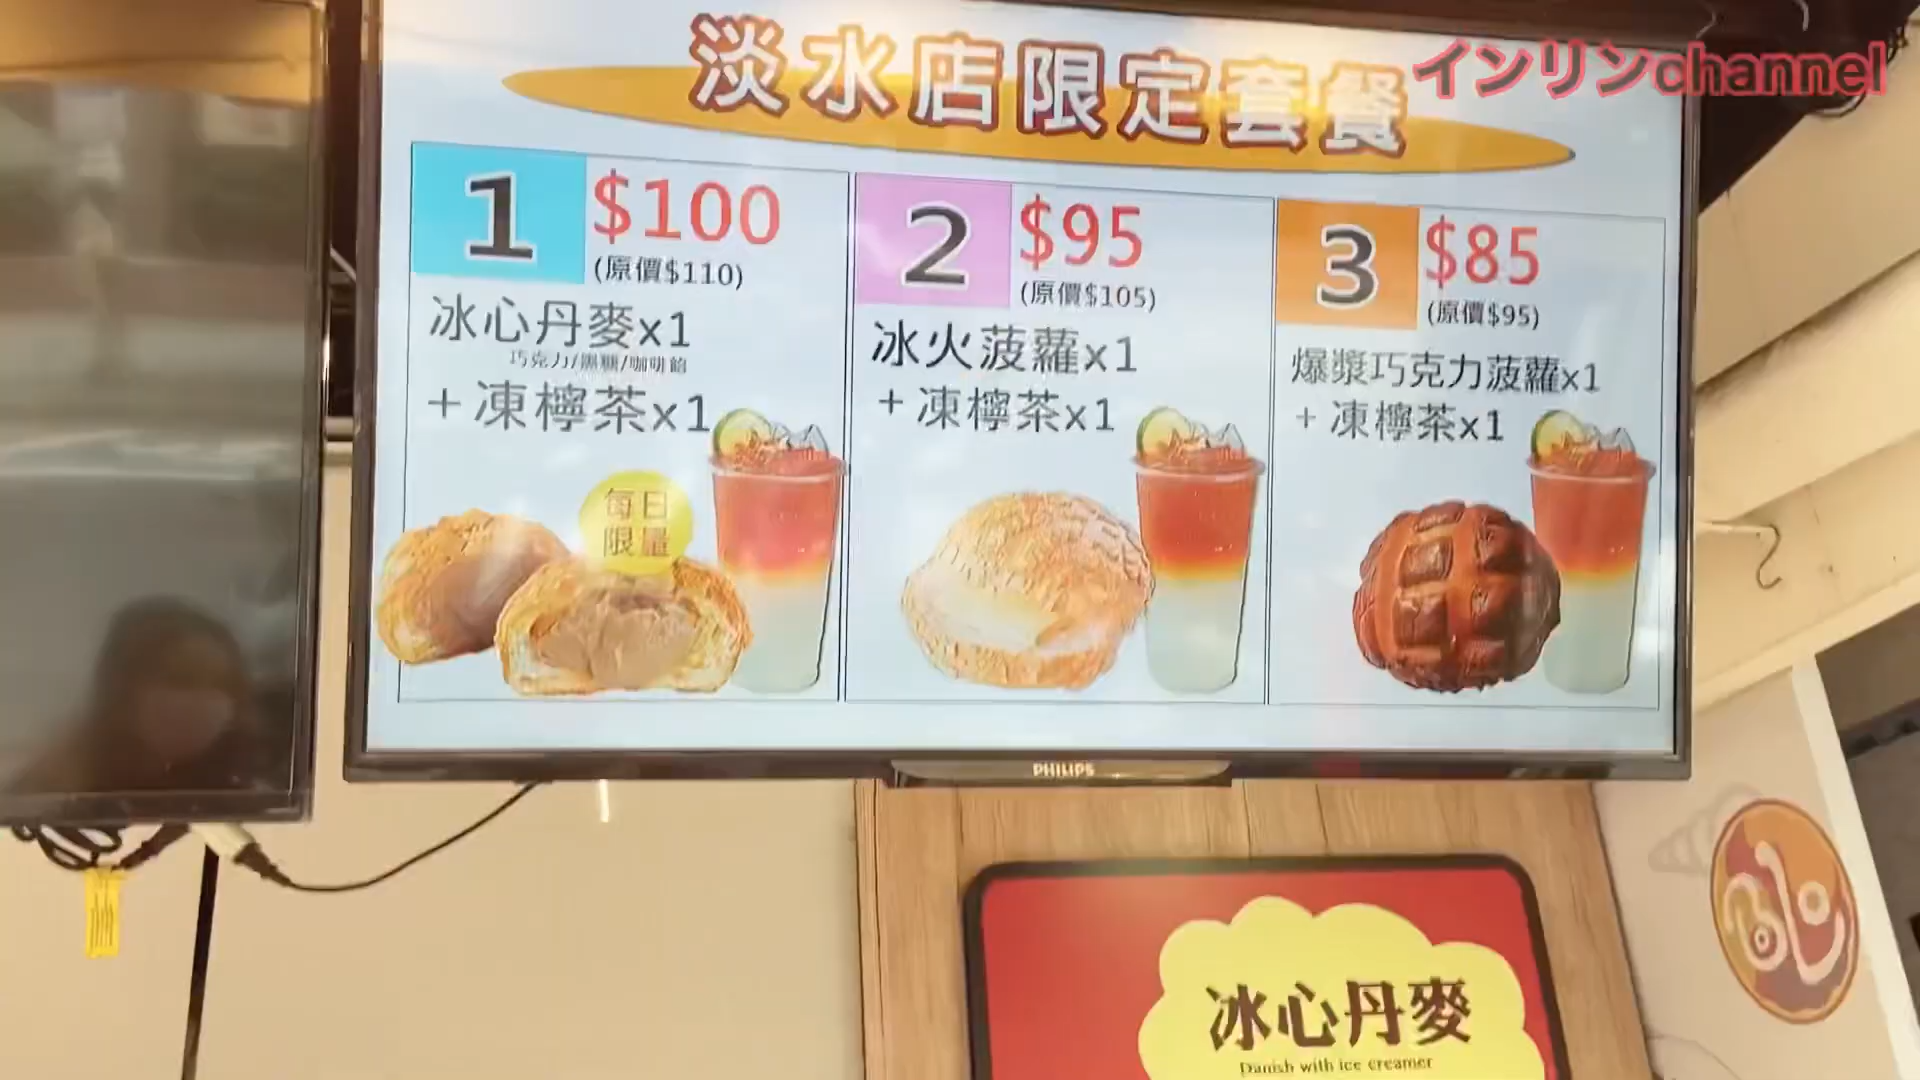 淡水店限定套餐
インリンchannel
1
$100
(原價$110)
冰心丹麥x1
巧克力/黑糖/咖啡餡
+凍檸茶x1
每日
限量
2
$95
(原價$105)
冰火菠蘿x1
+凍檸茶x1
3
$85
(原價$95)
爆漿巧克力菠蘿x1
+凍檸茶x1
PHILIPS
冰心丹麥
Danish with ice creamer